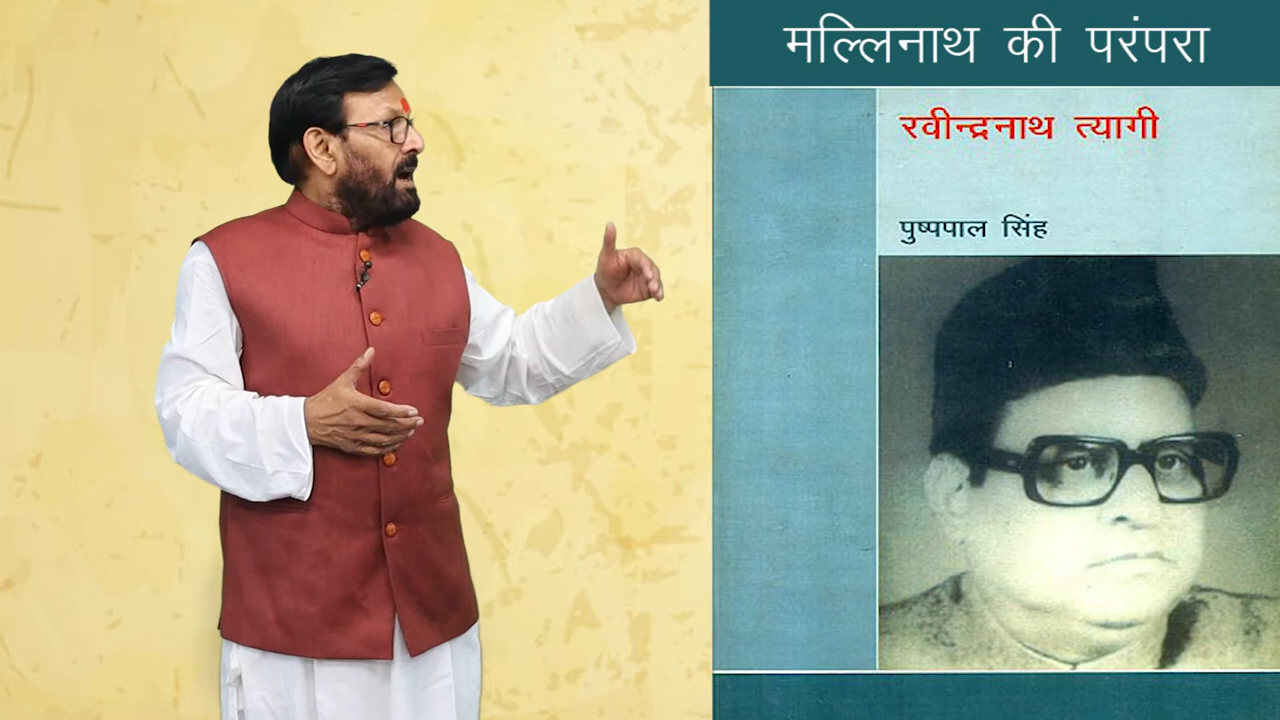 मल्लिनाथ की परंपरा
रवीन्द्रनाथ त्यागी
पुष्पपाल सिंह